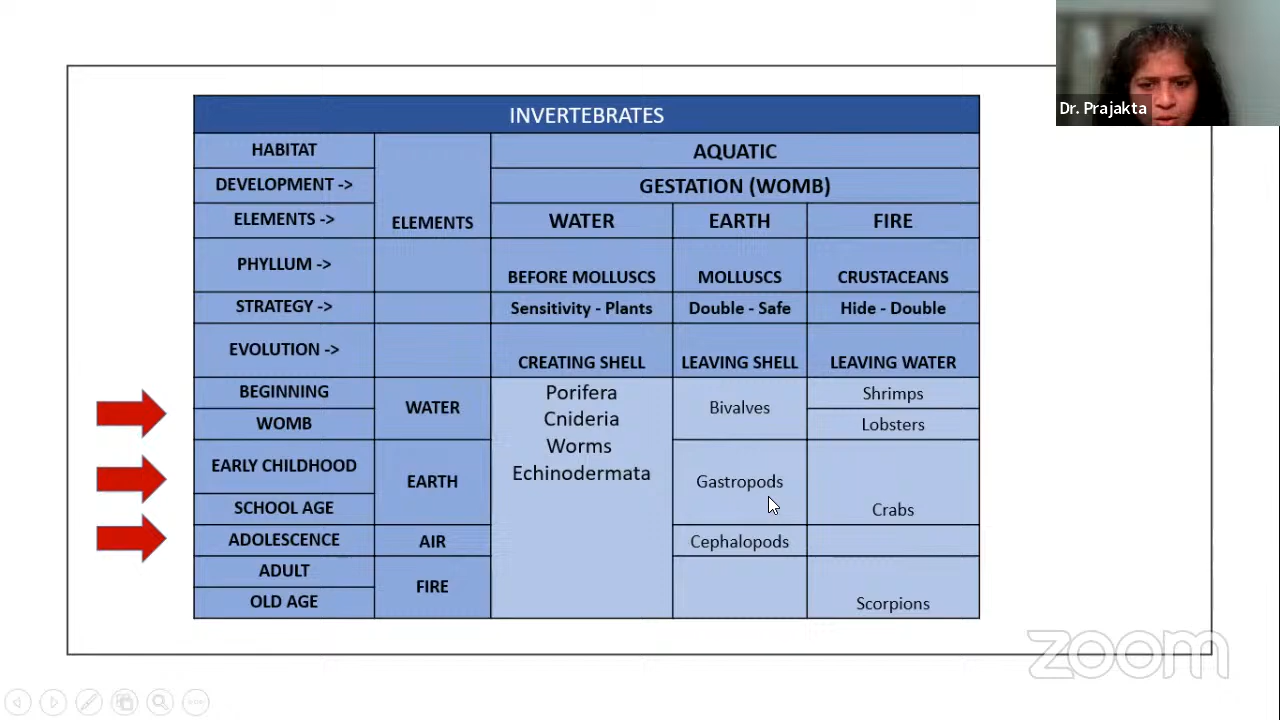 Dr. Prajakta
INVERTEBRATES
HABITAT
AQUATIC
DEVELOPMENT ->
GESTATION (WOMB)
ELEMENTS ->
ELEMENTS
WATER
EARTH
FIRE
PHYLLUM ->
BEFORE MOLLUSCS
MOLLUSCS
CRUSTACEANS
STRATEGY ->
Sensitivity - Plants
Double - Safe
Hide - Double
EVOLUTION ->
CREATING SHELL
LEAVING SHELL
LEAVING WATER
BEGINNING
WOMB
WATER
Porifera
Cnideria
Worms
Echinodermata
Bivalves
Shrimps
Lobsters
EARLY CHILDHOOD
SCHOOL AGE
EARTH
Gastropods
Crabs
ADOLESCENCE
AIR
Cephalopods
ADULT
OLD AGE
FIRE
Scorpions
zoom